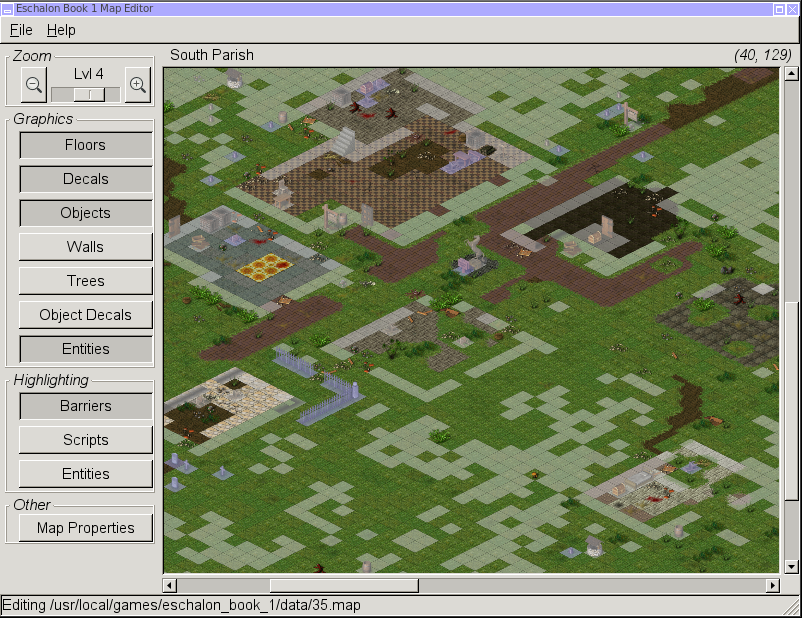 Eschalon Book 1 Map Editor
File Help
Zoom
Lvl 4
Graphics
Floors
Decals
Objects
Walls
Trees
Object Decals
Entities
Highlighting
Barriers
Scripts
Entities
Other
Map Properties
South Parish
(40, 129)
Editing /usr/local/games/eschalon_book_1/data/35.map